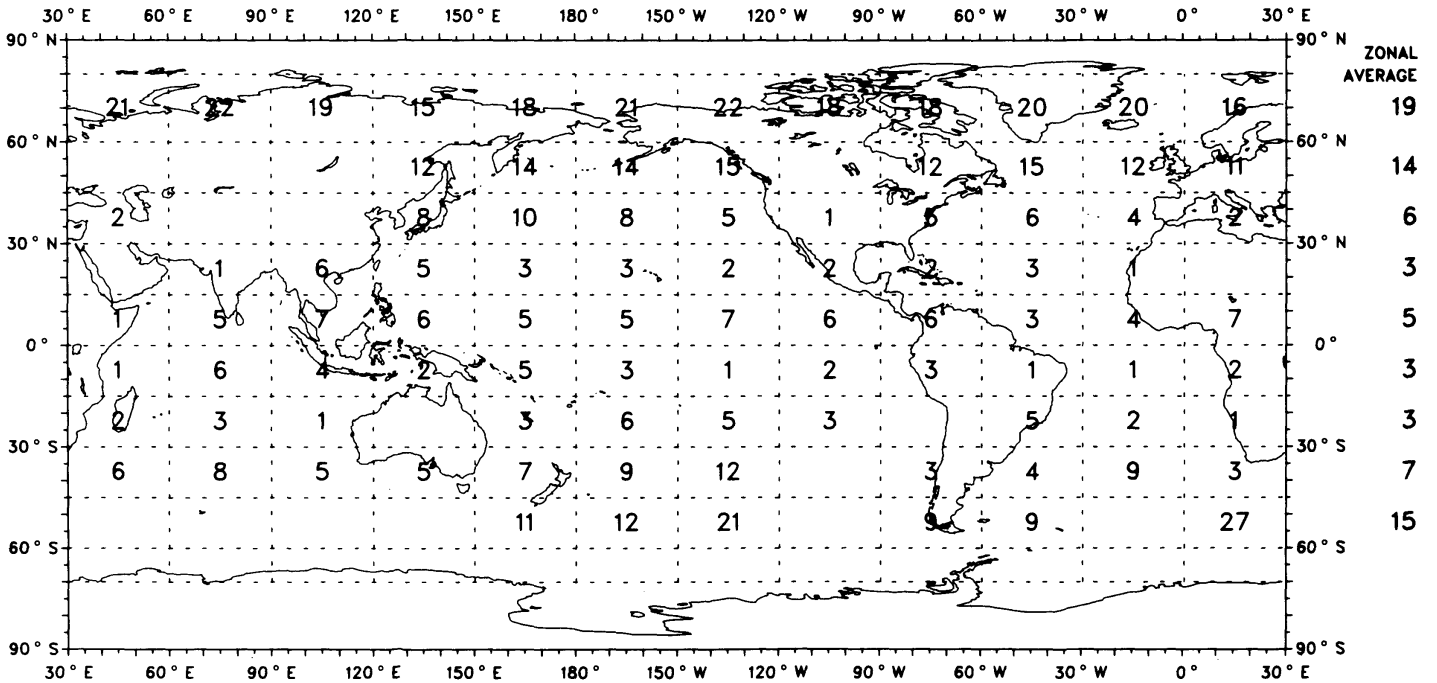 30° E 60° E 90° E 120° E 150° E 180° 150° W 120° W 90° W 60° W 30° W 0° 30° E
90° N 90° N
ZONAL
AVERAGE
21 22 19 15 18 21 22 18 18 20 20 16 19
60° N 60° N
12 14 14 15 12 15 12 11 14
2 8 10 8 5 1 6 6 4 2 6
30° N 30° N
1 6 5 3 3 2 2 2 3 1 3
1 5 7 6 5 5 7 6 6 3 4 7 5
0° 0°
1 6 4 2 5 3 1 2 3 1 1 2 3
2 3 1 3 6 5 3 5 2 1 3
30° S 30° S
6 8 5 5 7 9 12 3 4 9 3 7
11 12 21 9 9 27 15
60° S 60° S
90° S 90° S
30° E 60° E 90° E 120° E 150° E 180° 150° W 120° W 90° W 60° W 30° W 0° 30° E